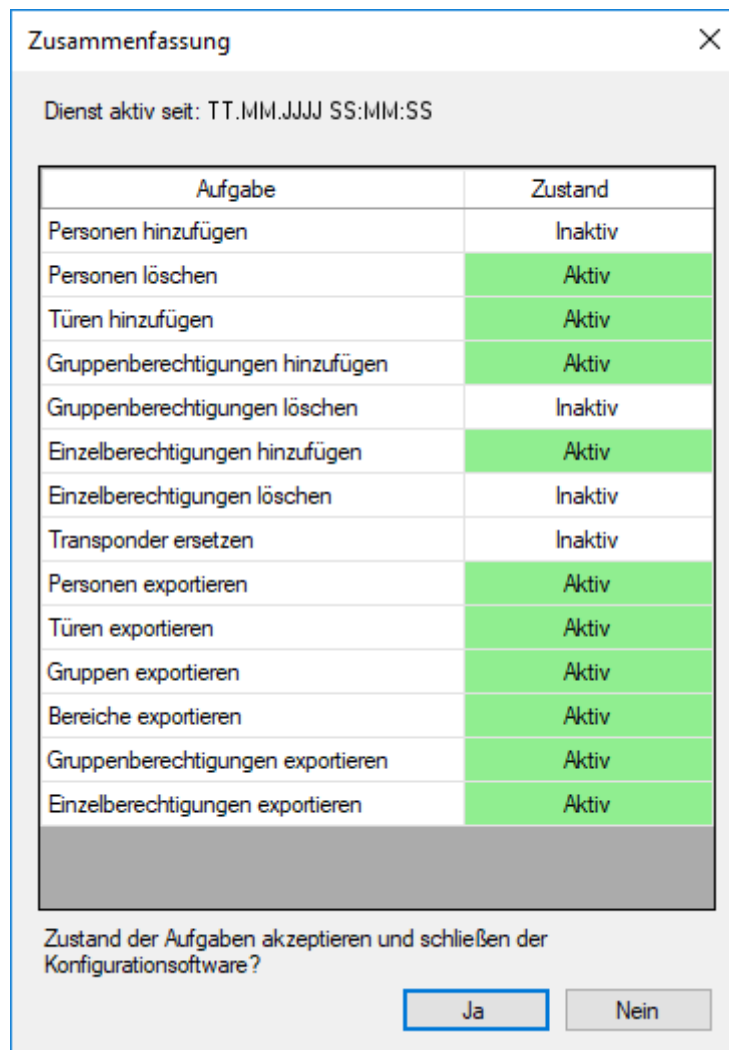 Zusammenfassung
Dienst aktiv seit: TT.MM.JJJJ SS:MM:SS
Aufgabe Zustand
Personen hinzufügen Inaktiv
Personen löschen Aktiv
Türen hinzufügen Aktiv
Gruppenberechtigungen hinzufügen Aktiv
Gruppenberechtigungen löschen Inaktiv
Einzelberechtigungen hinzufügen Aktiv
Einzelberechtigungen löschen Inaktiv
Transponder ersetzen Inaktiv
Personen exportieren Aktiv
Türen exportieren Aktiv
Gruppen exportieren Aktiv
Bereiche exportieren Aktiv
Gruppenberechtigungen exportieren Aktiv
Einzelberechtigungen exportieren Aktiv
Zustand der Aufgaben akzeptieren und schließen der
Konfigurationsoftware?
Ja Nein